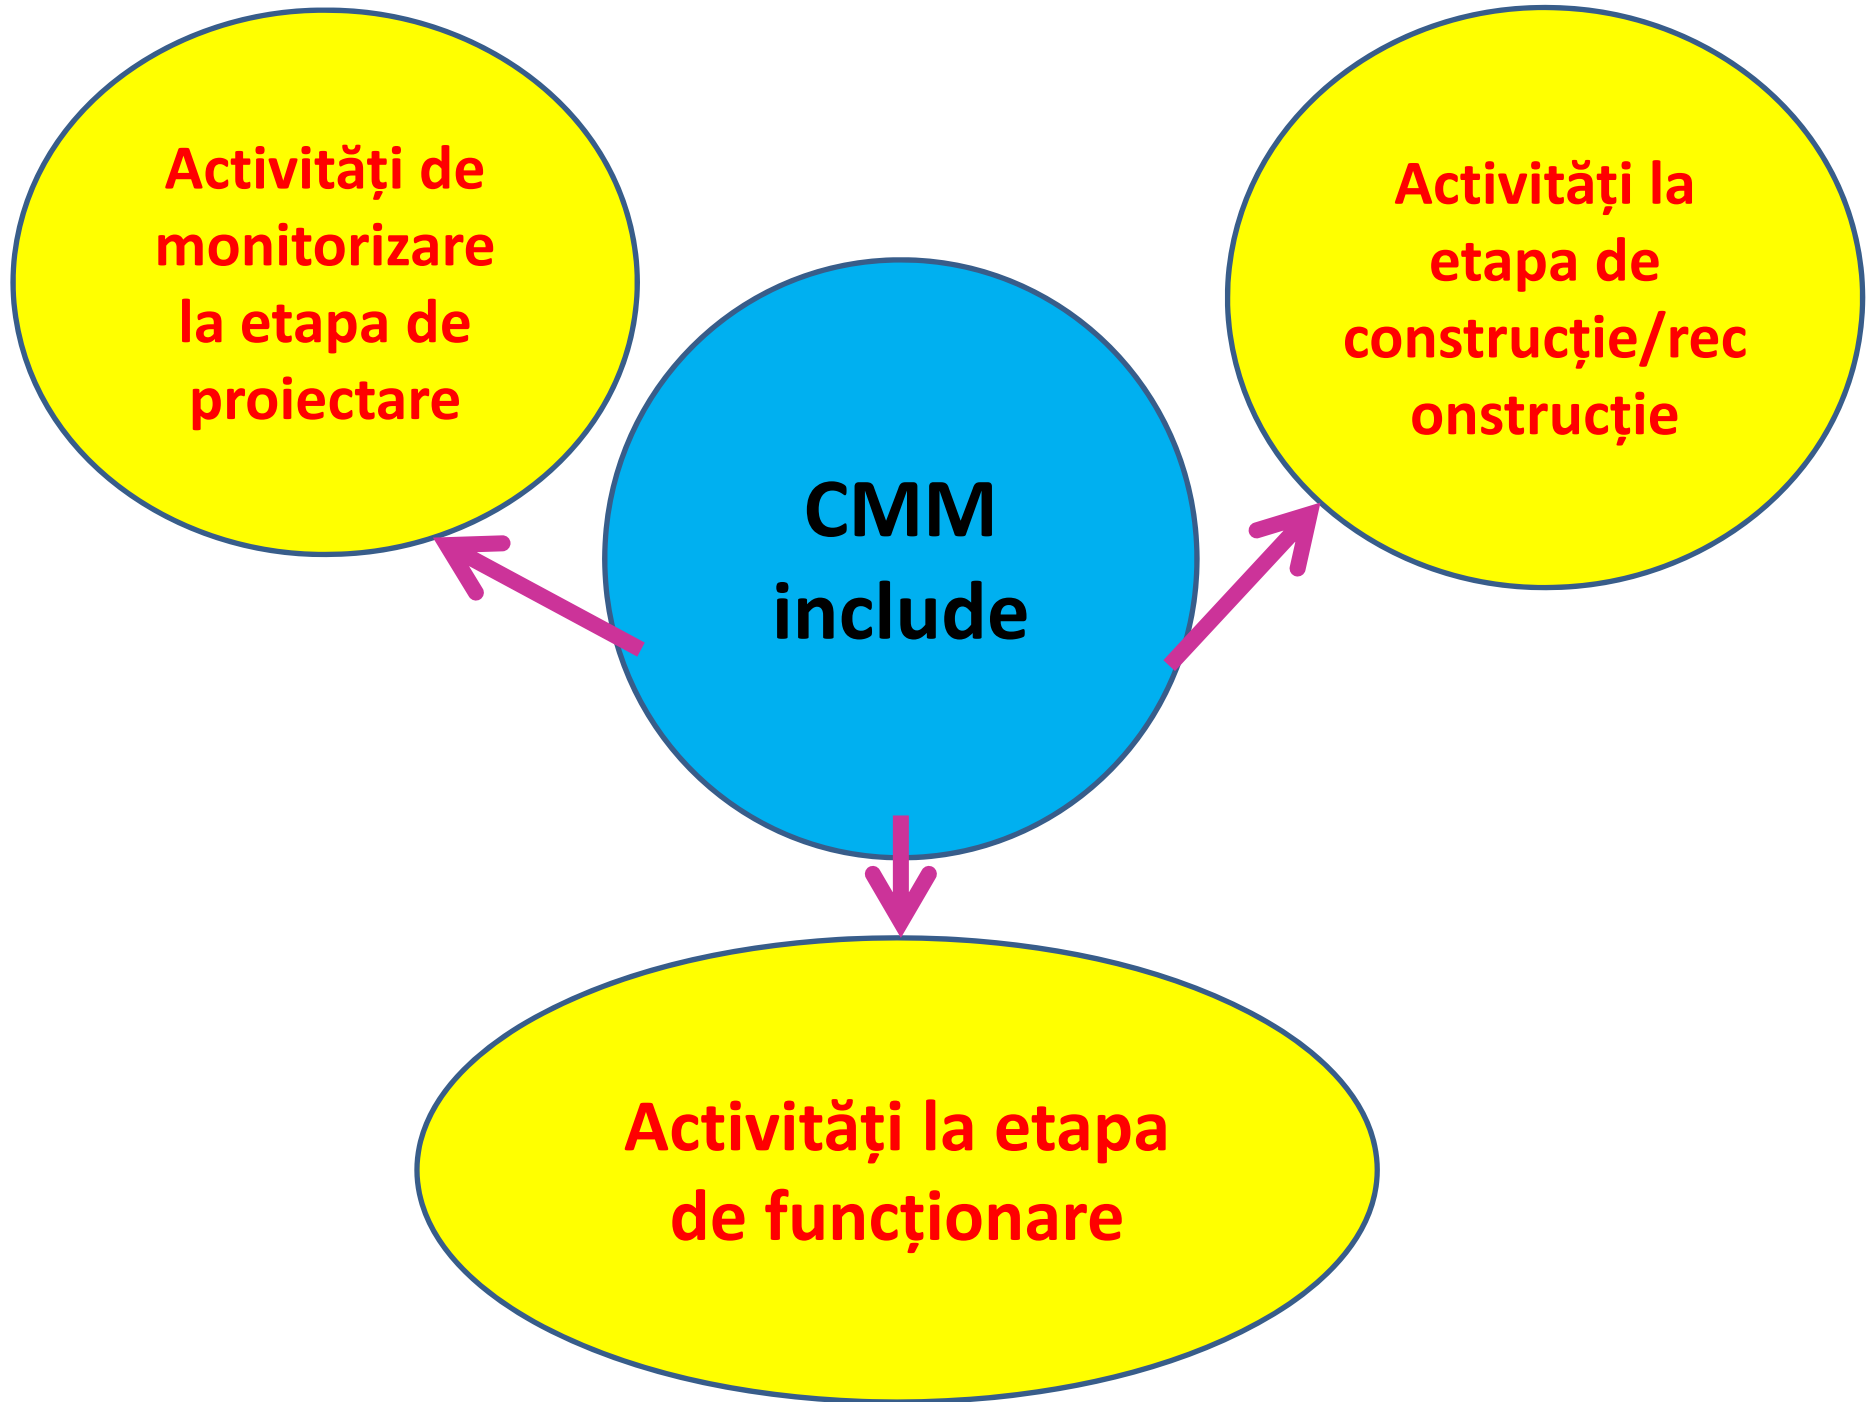 Activități de
monitorizare
la etapa de
proiectare
Activități la
etapa de
construcție/rec
onstrucție
CMM
include
Activități la etapa
de funcționare